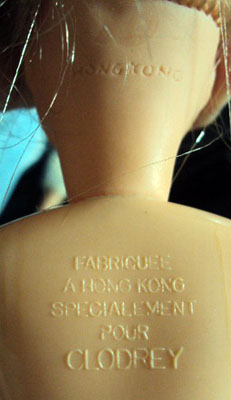 HONG KONG
FABRIQUEE
A HONG KONG
SPECIALEMENT
POUR
CLODREY